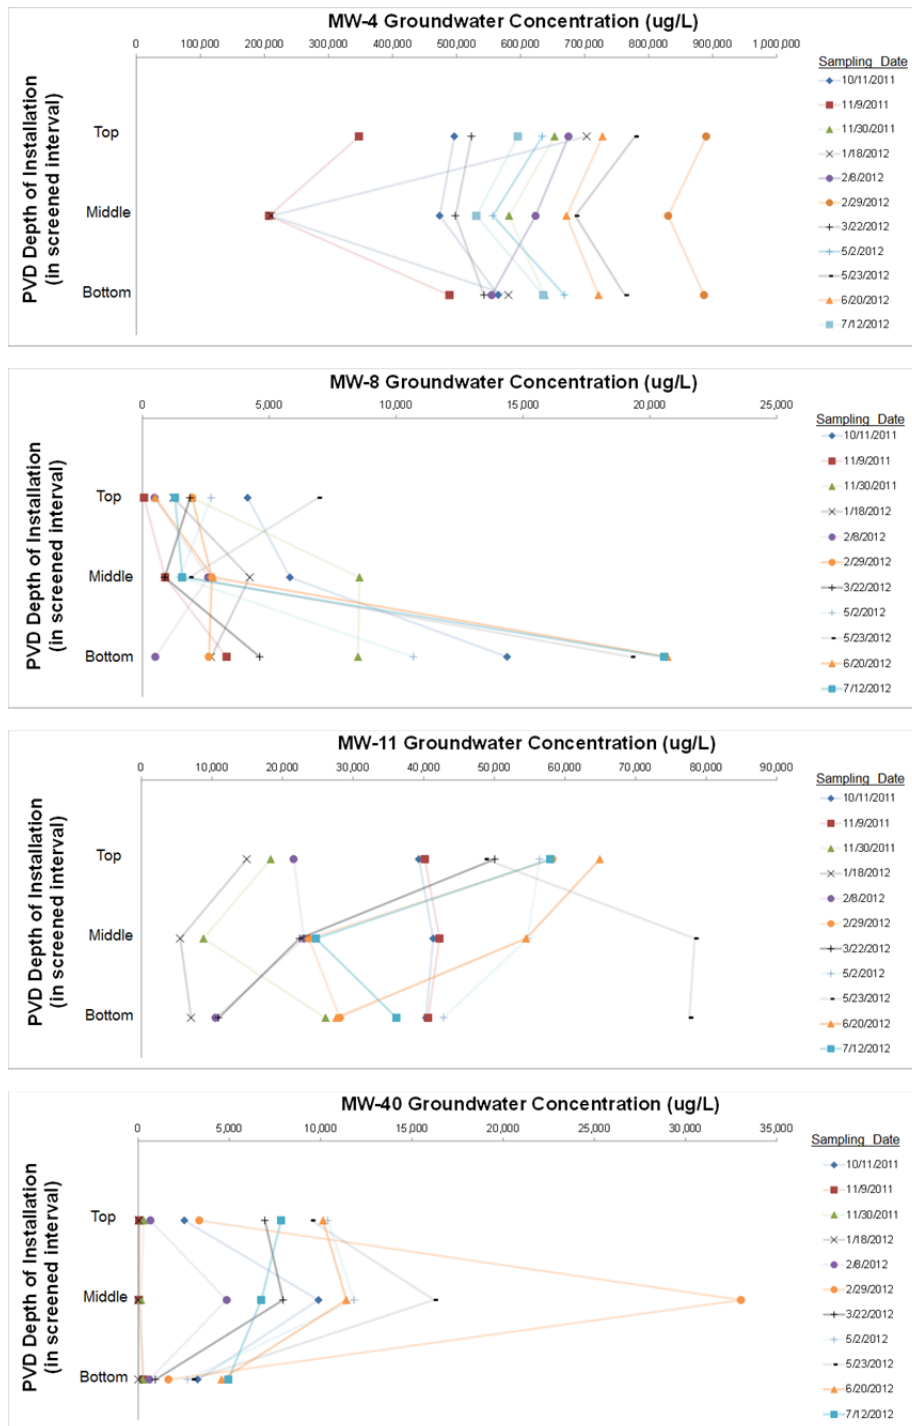 MW-4 Groundwater Concentration (ug/L)
0 100,000 200,000 300,000 400,000 500,000 600,000 700,000 800,000 900,000 1,000,000
PVD Depth of Installation
(in screened interval)
Top
Middle
Bottom
Sampling Date
10/11/2011
11/9/2011
11/30/2011
1/18/2012
2/8/2012
2/29/2012
3/22/2012
5/2/2012
5/23/2012
6/20/2012
7/12/2012
MW-8 Groundwater Concentration (ug/L)
0 5,000 10,000 15,000 20,000 25,000
PVD Depth of Installation
(in screened interval)
Top
Middle
Bottom
Sampling Date
10/11/2011
11/9/2011
11/30/2011
1/18/2012
2/8/2012
2/29/2012
3/22/2012
5/2/2012
5/23/2012
6/20/2012
7/12/2012
MW-11 Groundwater Concentration (ug/L)
0 10,000 20,000 30,000 40,000 50,000 60,000 70,000 80,000 90,000
PVD Depth of Installation
(in screened interval)
Top
Middle
Bottom
Sampling Date
10/11/2011
11/9/2011
11/30/2011
1/18/2012
2/8/2012
2/29/2012
3/22/2012
5/2/2012
5/23/2012
6/20/2012
7/12/2012
MW-40 Groundwater Concentration (ug/L)
0 5,000 10,000 15,000 20,000 25,000 30,000 35,000
PVD Depth of Installation
(in screened interval)
Top
Middle
Bottom
Sampling Date
10/11/2011
11/9/2011
11/30/2011
1/18/2012
2/8/2012
2/29/2012
3/22/2012
5/2/2012
5/23/2012
6/20/2012
7/12/2012